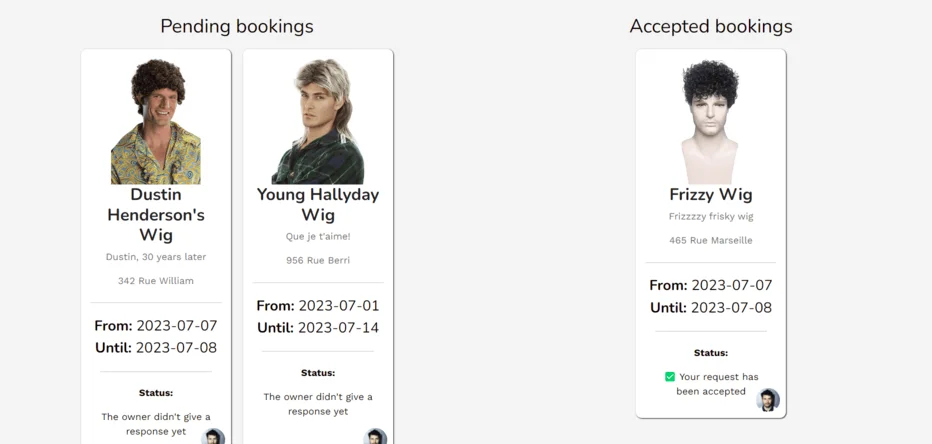 Pending bookings
Dustin
Henderson's
Wig
Dustin, 30 years later
342 Rue William
From: 2023-07-07
Until: 2023-07-08
Status:
The owner didn't give a
response yet
Young Hallyday
Wig
Que je t'aime!
956 Rue Berri
From: 2023-07-01
Until: 2023-07-14
Status:
The owner didn't give a
response yet
Accepted bookings
Frizzy Wig
Frizzzzy frisky wig
465 Rue Marseille
From: 2023-07-07
Until: 2023-07-08
Status:
✅ Your request has
been accepted